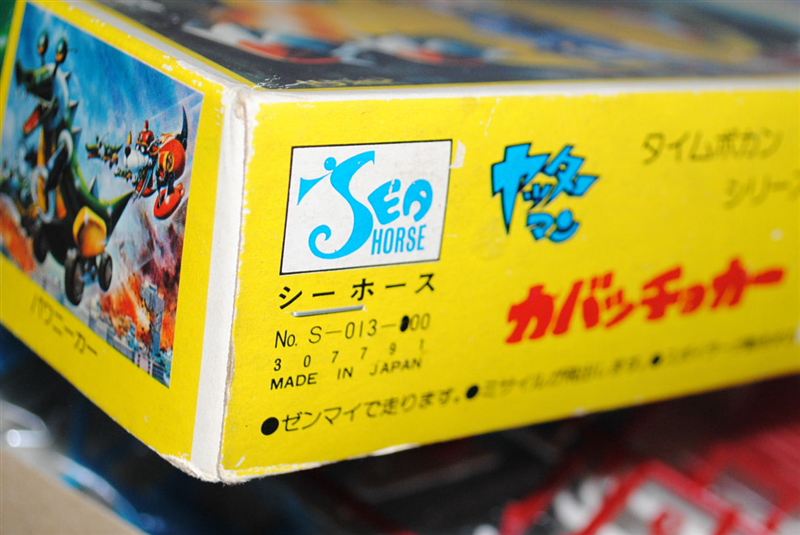 SEA
HORSE
シーホース
No. S-013-
307791
MADE IN JAPAN
●ゼンマイで走ります。●ミサイルが飛出します。●
ヤッターマン
タイムボカン
シリーズ
カバッチョカー
ワニーカー